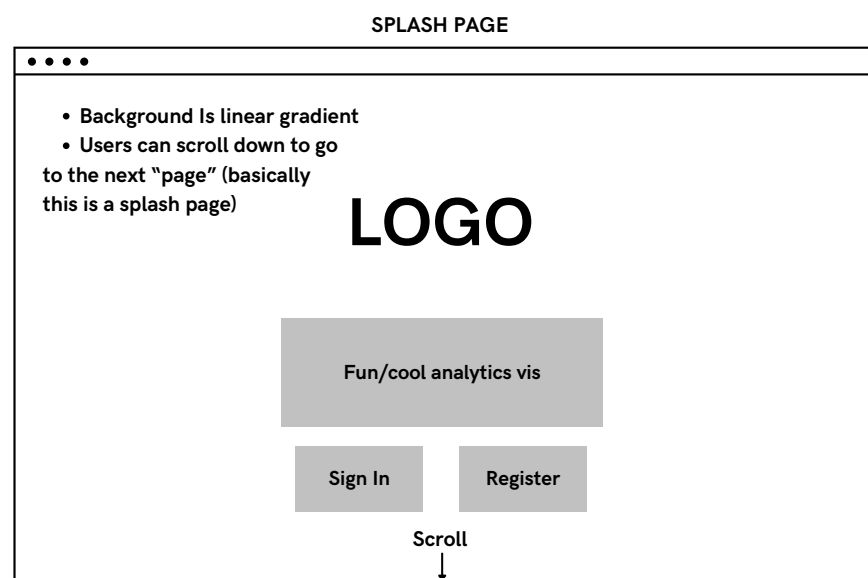 SPLASH PAGE
• Background Is linear gradient
• Users can scroll down to go
to the next “page” (basically
this is a splash page)
LOGO
Fun/cool analytics vis
Sign In
Register
Scroll